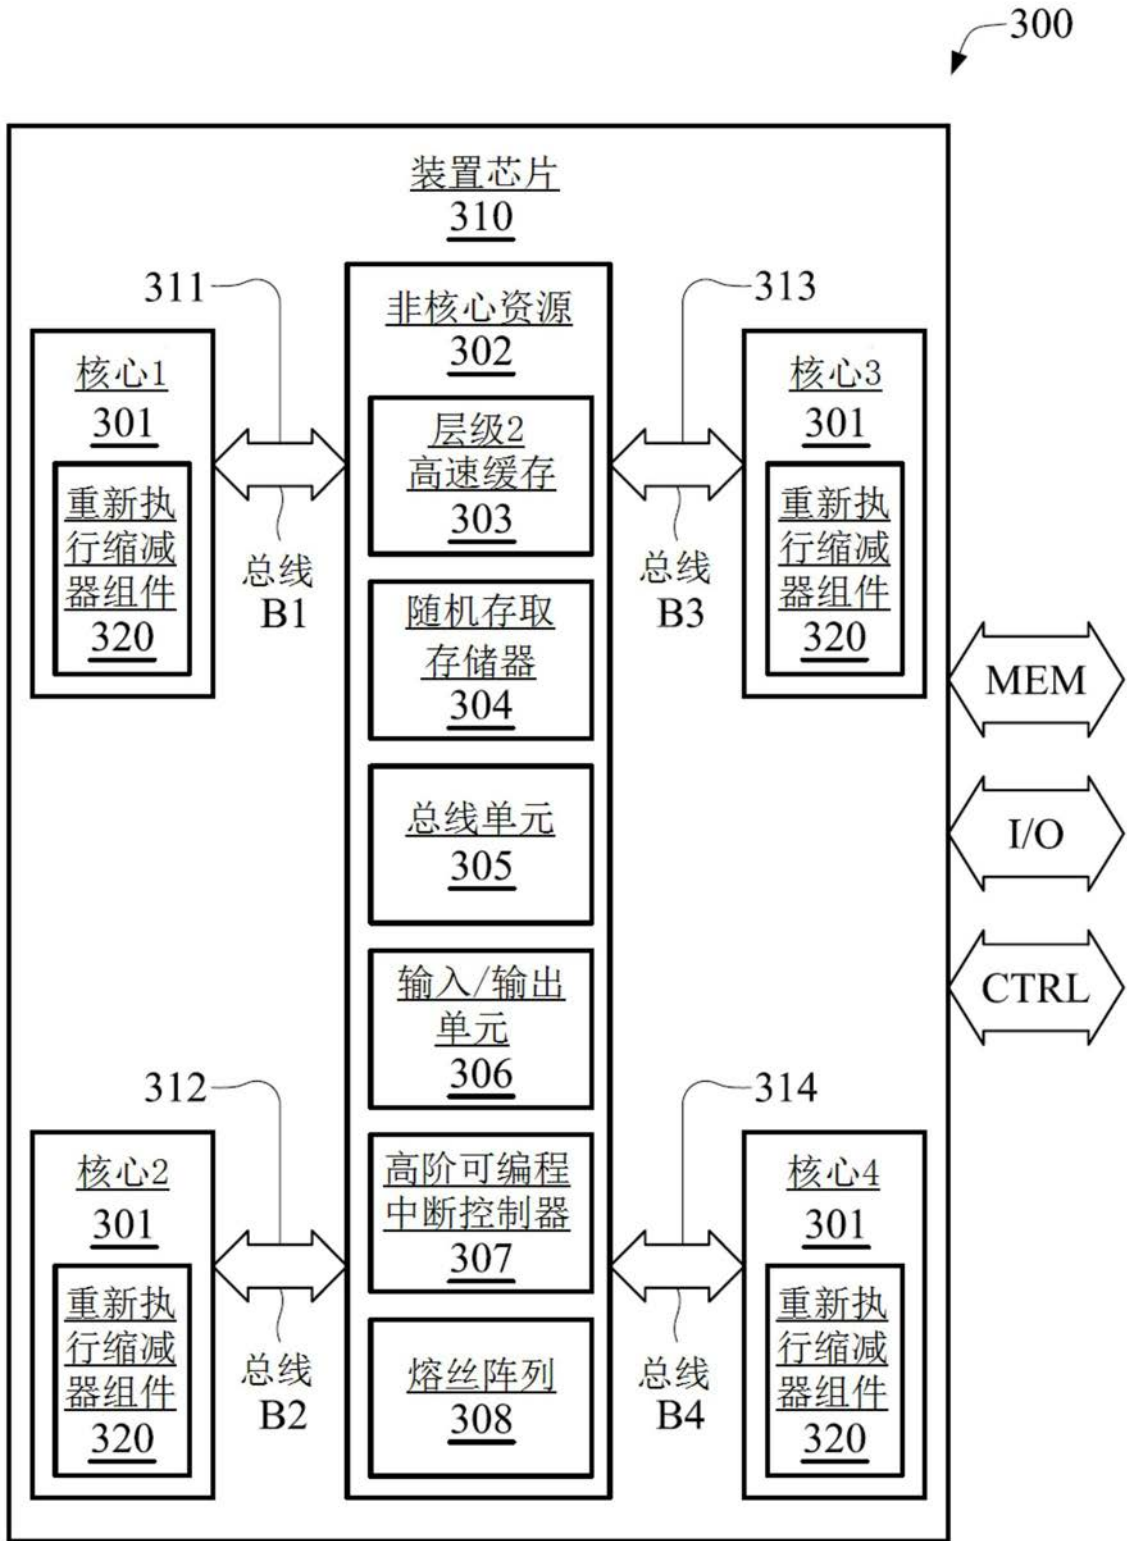 300
装置芯片
310
311
313
非核心资源
302
核心1
301
重新执
行缩减
器组件
320
层级2
高速缓存
303
核心3
301
重新执
行缩减
器组件
320
总线
B1
总线
B3
随机存取
存储器
304
MEM
总线单元
305
I/O
输入/输出
单元
306
CTRL
312
314
核心2
301
重新执
行缩减
器组件
320
高阶可编程
中断控制器
307
核心4
301
重新执
行缩减
器组件
320
总线
B2
总线
B4
熔丝阵列
308